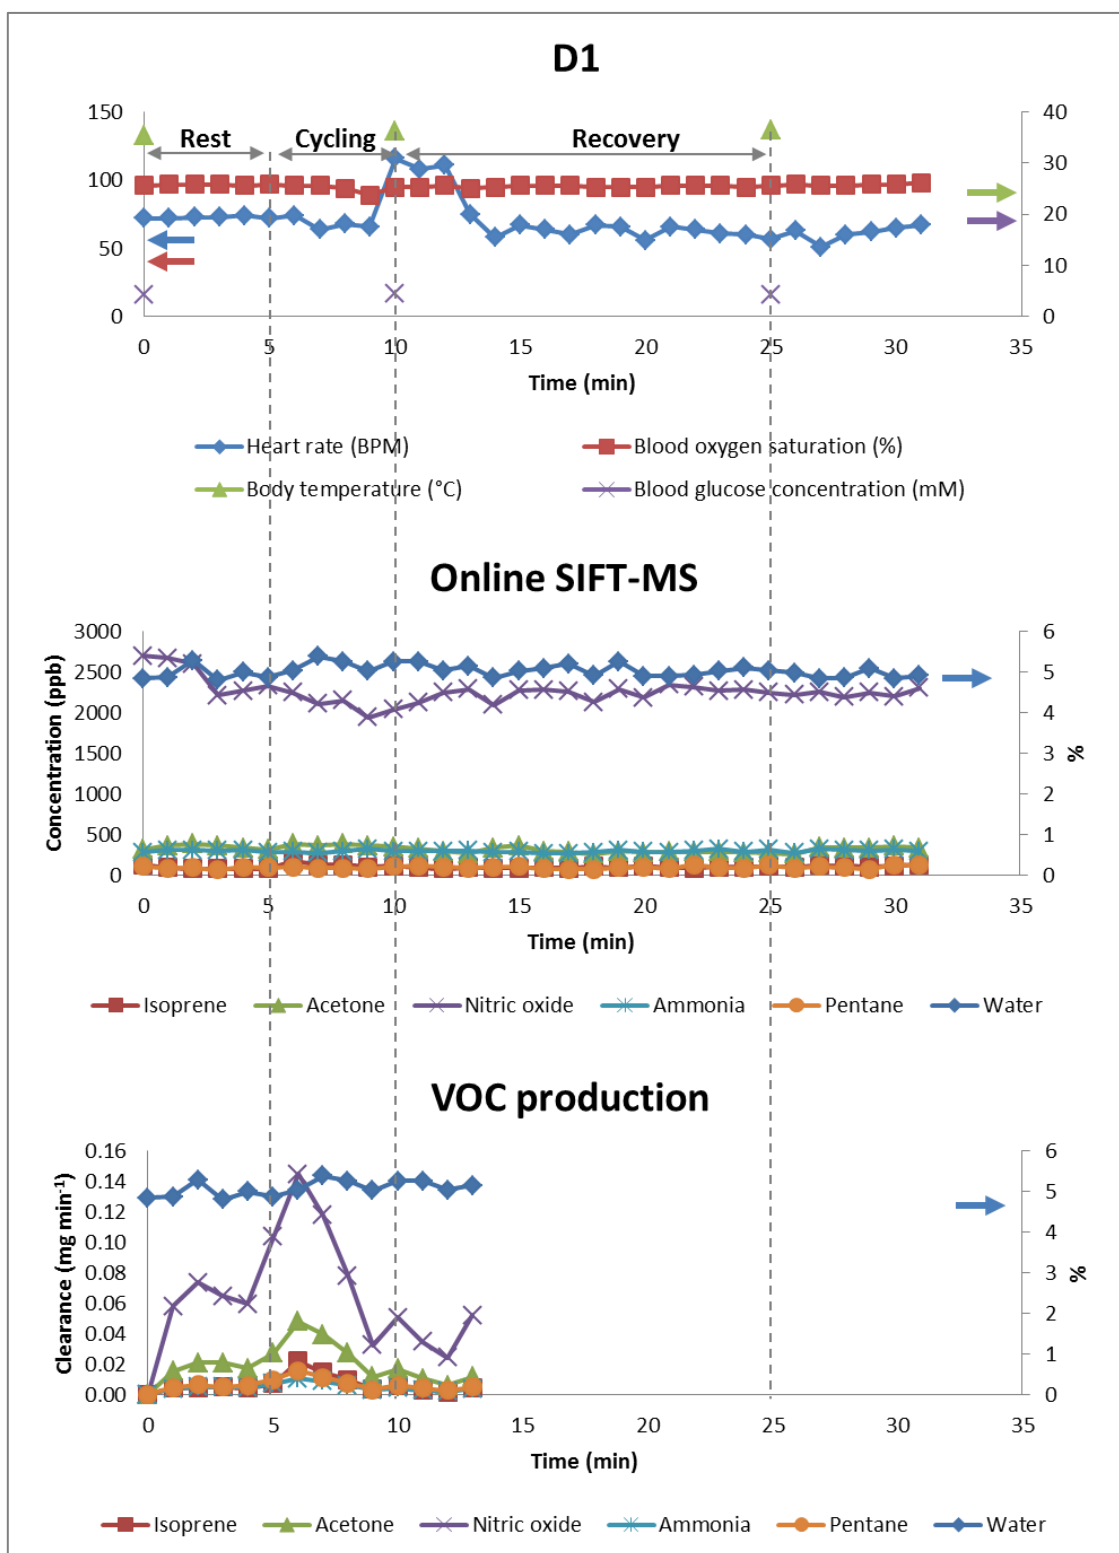 D1
150
40
Rest
Cycling
Recovery
30
100
20
50
10
0
0
0
5
10
15
20
25
30
35
Time (min)
Heart rate (BPM)
Blood oxygen saturation (%)
Body temperature (°C)
Blood glucose concentration (mM)
Online SIFT-MS
3000
6
2500
5
2000
4
1500
3
1000
2
500
1
0
0
Concentration (ppb)
%
0
5
10
15
20
25
30
35
Time (min)
Isoprene
Acetone
Nitric oxide
Ammonia
Pentane
Water
VOC production
0.16
6
0.14
5
0.12
0.10
4
0.08
3
0.06
2
0.04
0.02
1
0.00
0
Clearance (mg min⁻¹)
%
0
5
10
15
20
25
30
35
Time (min)
Isoprene
Acetone
Nitric oxide
Ammonia
Pentane
Water